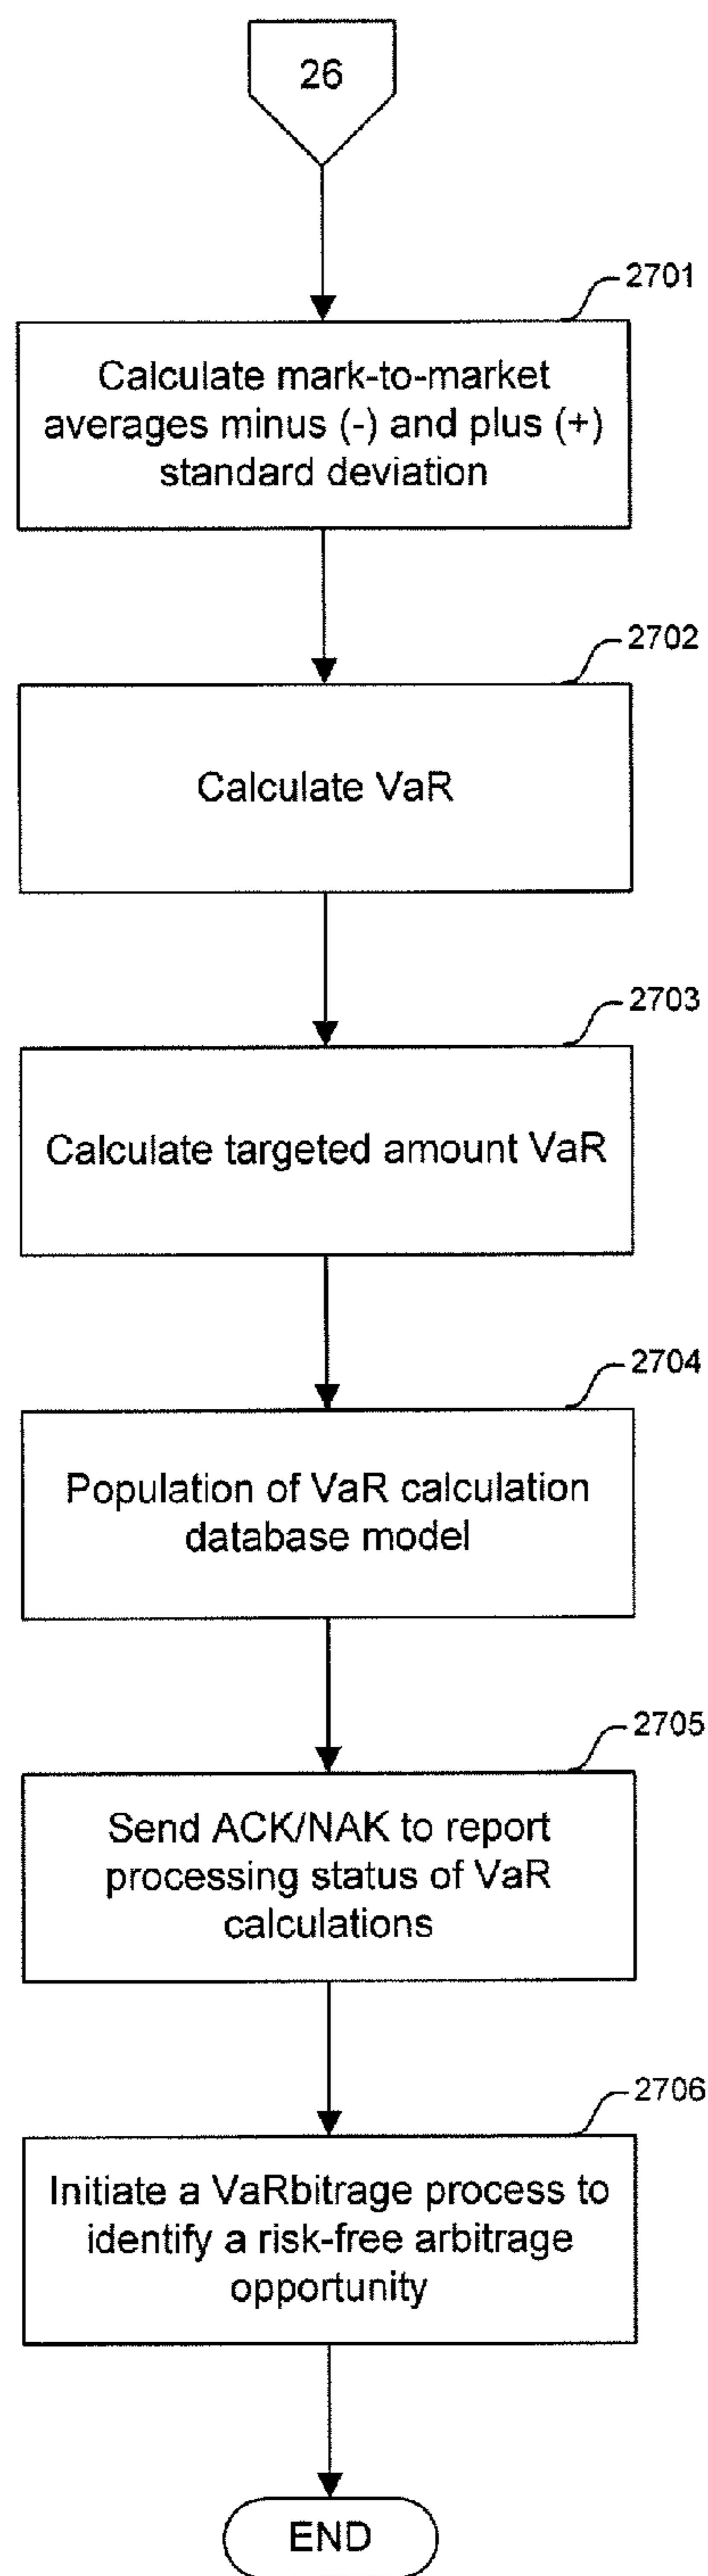 26
2701
Calculate mark-to-market
averages minus (-) and plus (+)
standard deviation
2702
Calculate VaR
2703
Calculate targeted amount VaR
2704
Population of VaR calculation
database model
2705
Send ACK/NAK to report
processing status of VaR
calculations
2706
Initiate a VaRbitrage process to
identify a risk-free arbitrage
opportunity
END